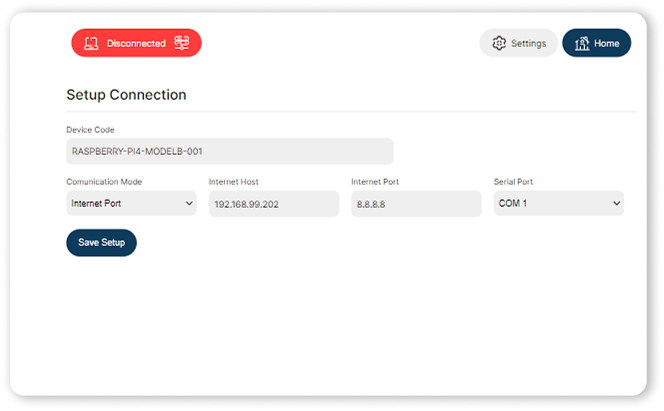 Disconnected
Settings
Home
Setup Connection
Device Code
RASPBERRY-PI4-MODELB-001
Comunication Mode
Internet Host
Internet Port
Serial Port
Internet Port
192.168.99.202
8.8.8.8
COM 1
Save Setup